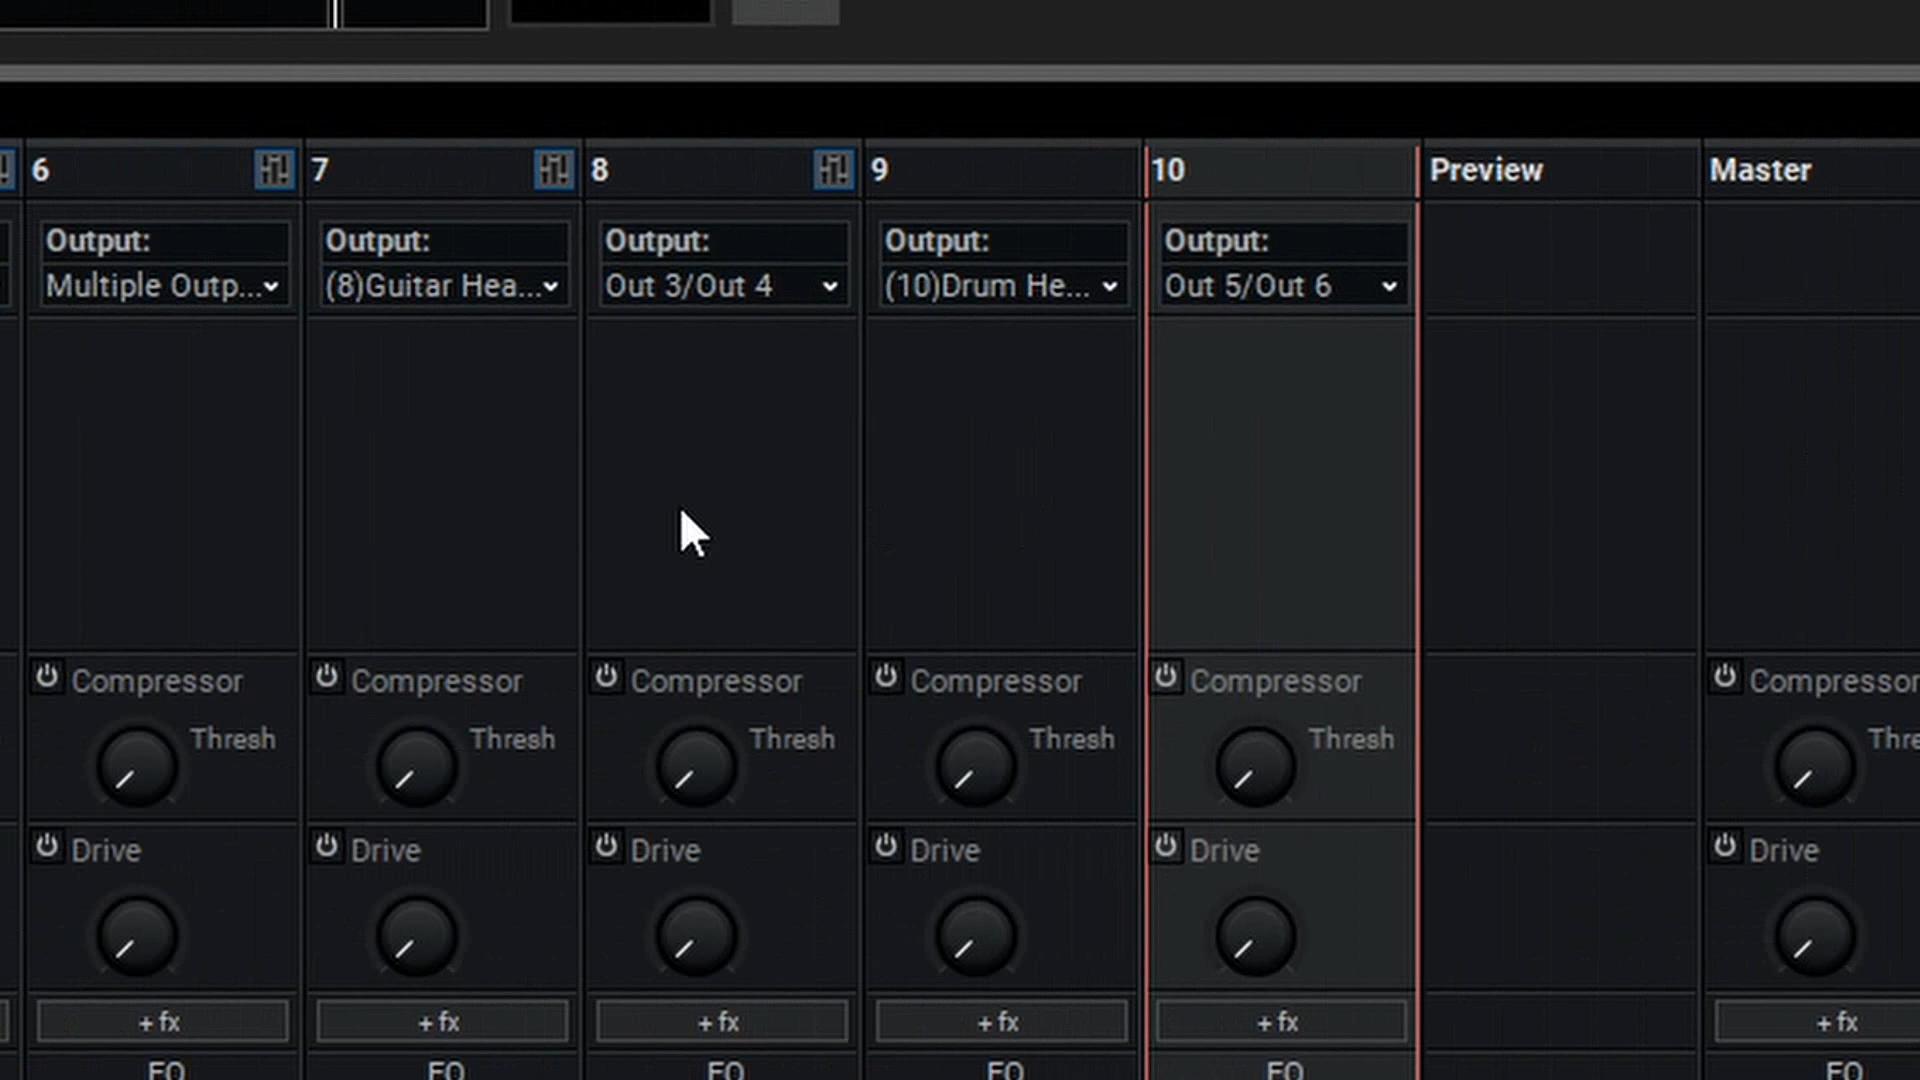 6 7 8 9 10 Preview Master
Output: Output: Output: Output: Output:
Multiple Outp... (8)Guitar Hea... Out 3/Out 4 (10)Drum He... Out 5/Out 6
Compressor Compressor Compressor Compressor Compressor Compressor
Thresh Thresh Thresh Thresh Thresh Thre
Drive Drive Drive Drive Drive Drive
+ fx + fx + fx + fx + fx + fx
EQ EQ EQ EQ EQ EQ